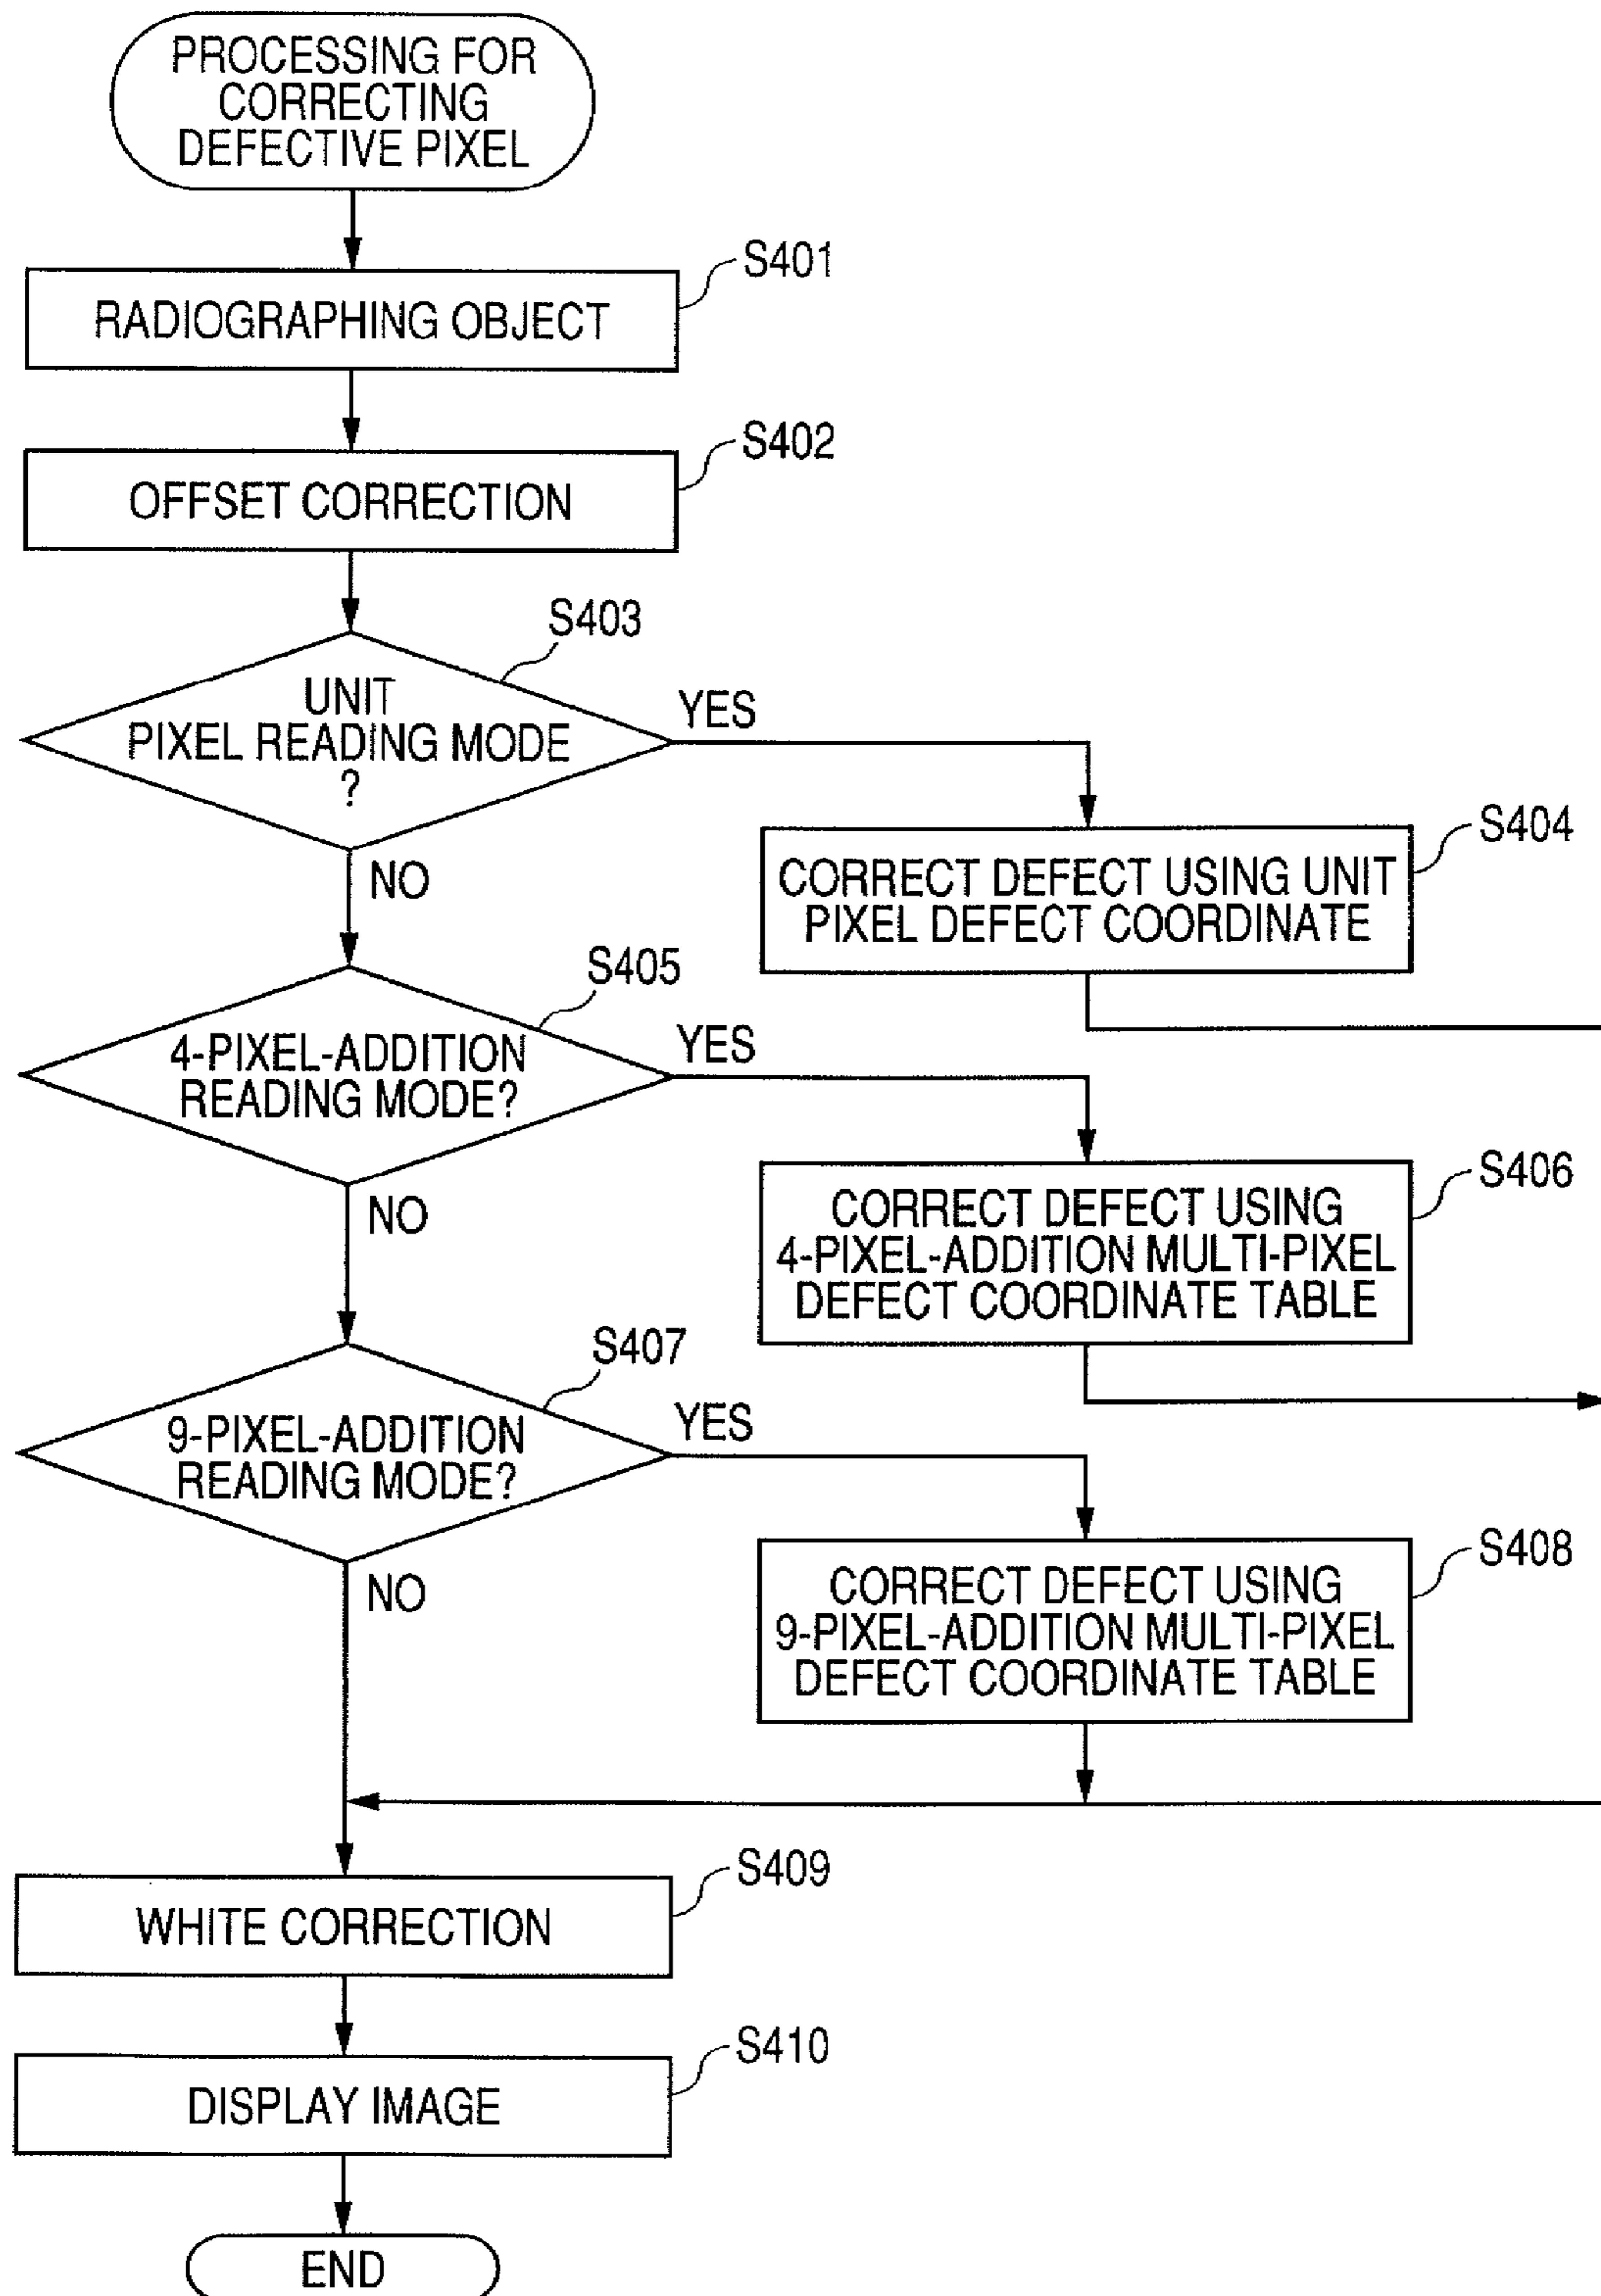 PROCESSING FOR
CORRECTING
DEFECTIVE PIXEL
S401
RADIOGRAPHING OBJECT
S402
OFFSET CORRECTION
S403
UNIT
PIXEL READING MODE
?
YES
NO
S404
CORRECT DEFECT USING UNIT
PIXEL DEFECT COORDINATE
S405
4-PIXEL-ADDITION
READING MODE?
YES
NO
S406
CORRECT DEFECT USING
4-PIXEL-ADDITION MULTI-PIXEL
DEFECT COORDINATE TABLE
S407
9-PIXEL-ADDITION
READING MODE?
YES
NO
S408
CORRECT DEFECT USING
9-PIXEL-ADDITION MULTI-PIXEL
DEFECT COORDINATE TABLE
S409
WHITE CORRECTION
S410
DISPLAY IMAGE
END